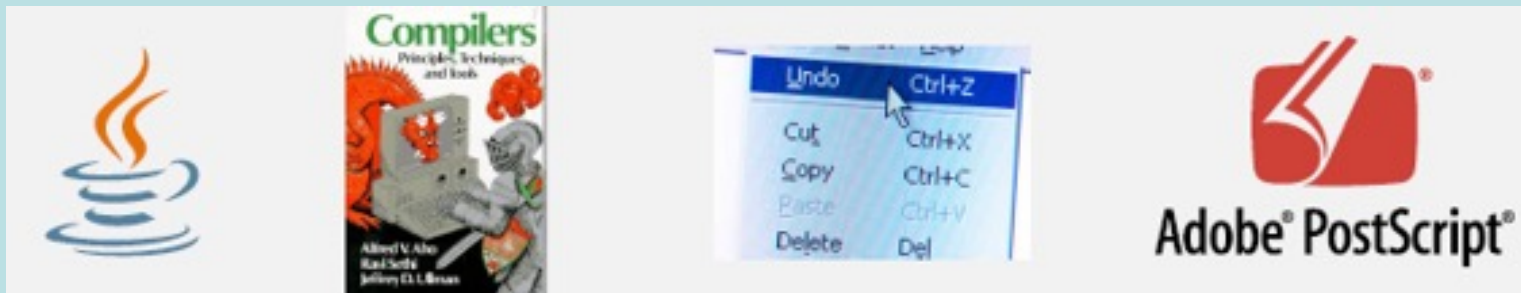 Compilers
Principles, Techniques,
and Tools
Alfred V. Aho
Ravi Sethi
Jeffrey D. Ullman
Undo Ctrl+Z
Cut Ctrl+X
Copy Ctrl+C
Paste Ctrl+V
Delete Del
Adobe® PostScript®